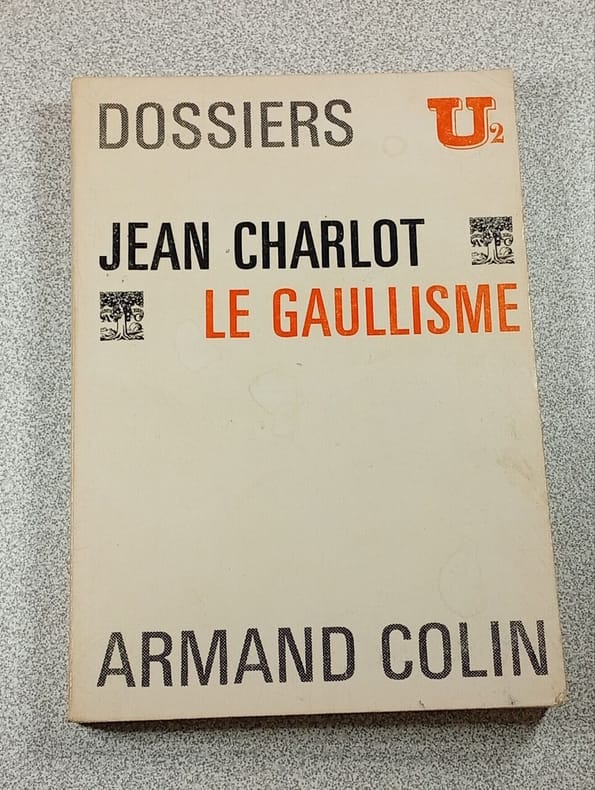 DOSSIERS U2
JEAN CHARLOT
LE GAULLISME
ARMAND COLIN